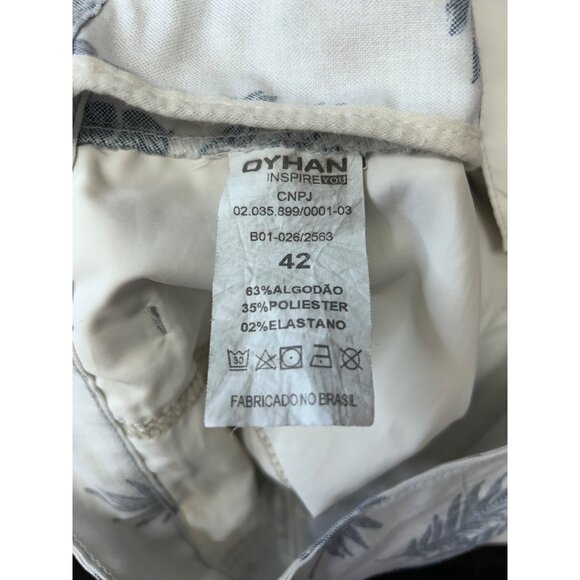 OYHAN
INSPIRE YOU
CNPJ
02.035.899/0001-03
B01-026/2563
42
63%ALGODÃO
35%POLIESTER
02%ELASTANO
30
FABRICADO NO BRASIL